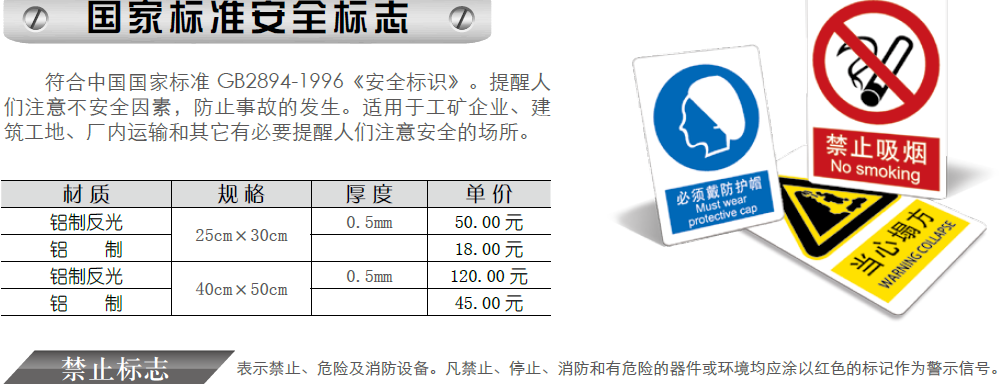 国家标准安全标志
符合中国国家标准 GB2894-1996《安全标识》。提醒人
们注意不安全因素，防止事故的发生。适用于工矿企业、建
筑工地、厂内运输和其它有必要提醒人们注意安全的场所。
材 质 规 格 厚 度 单 价
铝制反光 25cm×30cm 0.5mm 50.00 元
铝 制 18.00 元
铝制反光 40cm×50cm 0.5mm 120.00 元
铝 制 45.00 元
必须戴防护帽
Must wear
protective cap
禁止吸烟
No smoking
当心塌方
WARNING COLLAPSE
禁止标志
表示禁止、危险及消防设备。凡禁止、停止、消防和有危险的器件或环境均应涂以红色的标记作为警示信号。